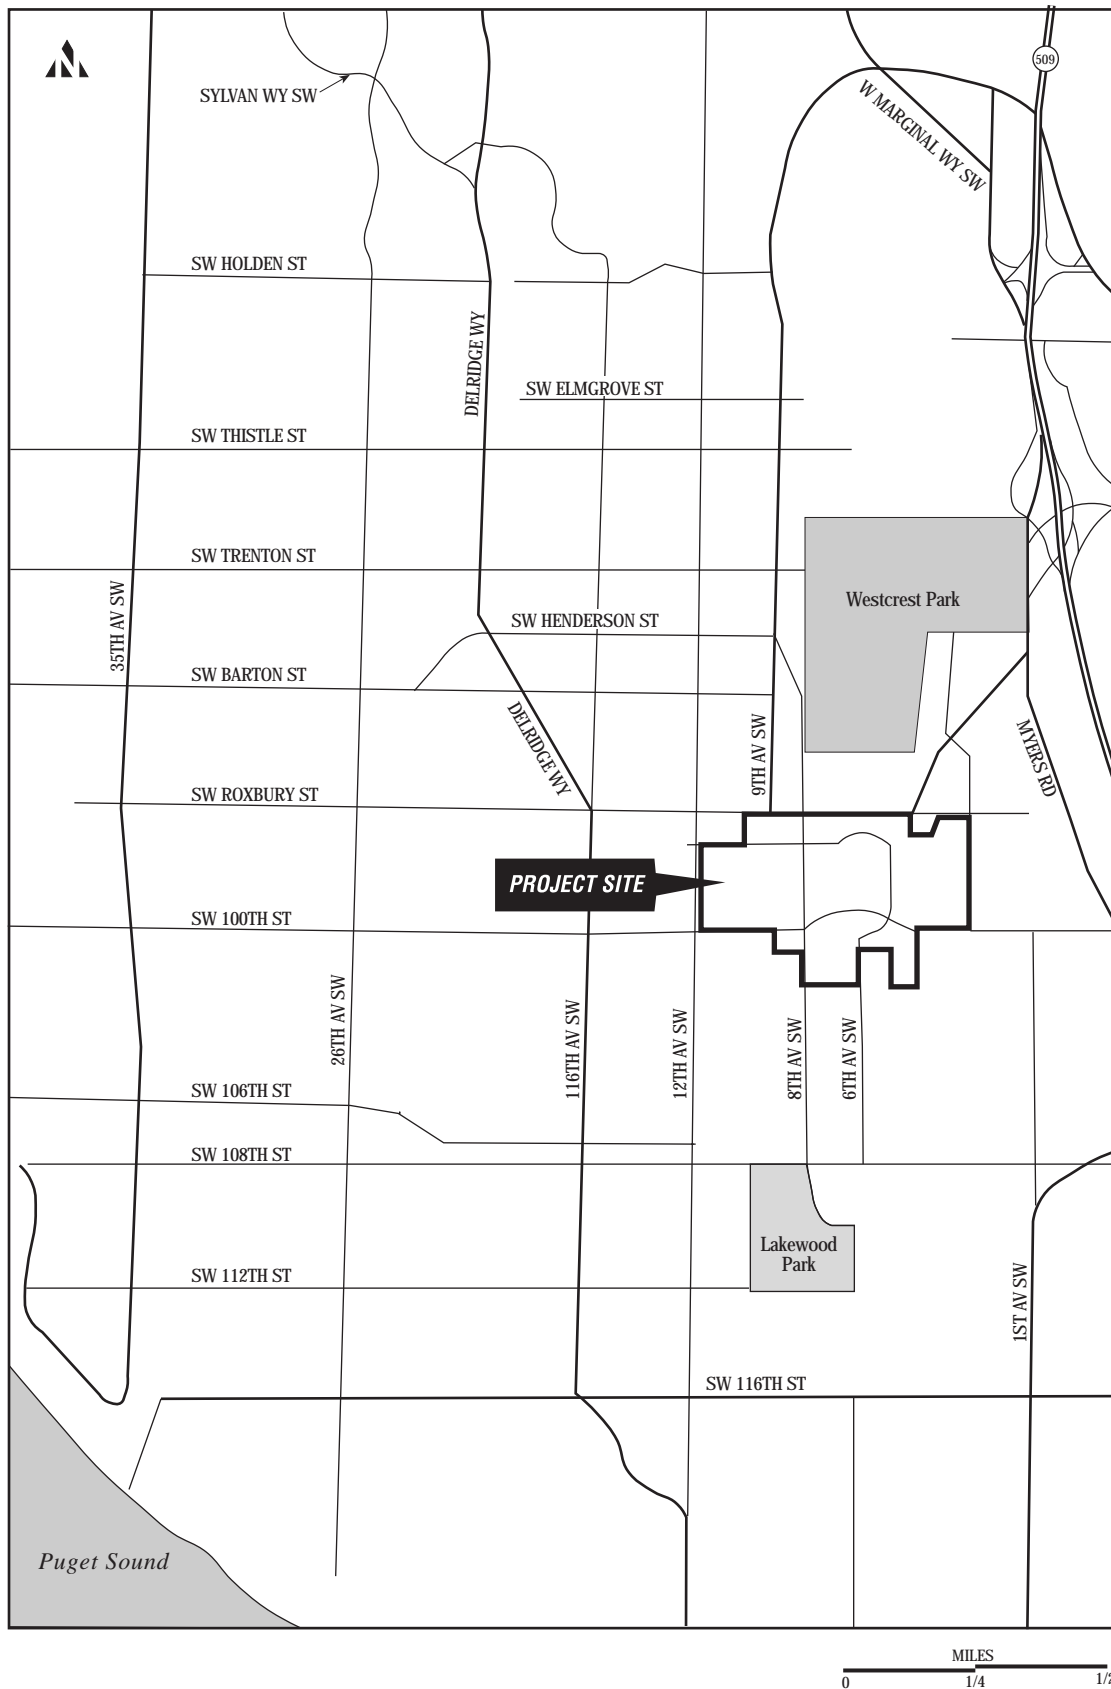 509
SYLVAN WY SW
W MARGINAL WY SW
SW HOLDEN ST
DELRIDGE WY
SW ELMGROVE ST
SW THISTLE ST
SW TRENTON ST
35TH AV SW
Westcrest Park
SW HENDERSON ST
SW BARTON ST
DELRIDGE WY
9TH AV SW
MYERS RD
SW ROXBURY ST
PROJECT SITE
SW 100TH ST
26TH AV SW
116TH AV SW
12TH AV SW
8TH AV SW
6TH AV SW
SW 106TH ST
SW 108TH ST
Lakewood
Park
SW 112TH ST
1ST AV SW
SW 116TH ST
Puget Sound
MILES
0
1/4
1/2